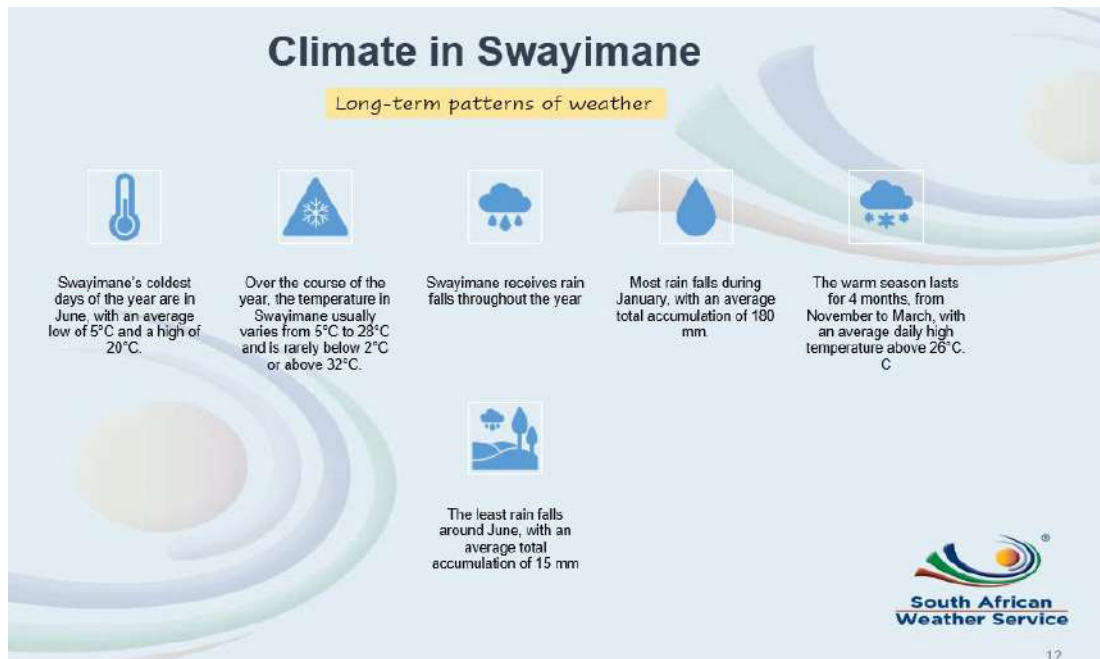 Climate in Swayimane
Long-term patterns of weather
Swayimane's coldest
days of the year are in
June, with an average
low of 5°C and a high of
20°C.
Over the course of the
year, the temperature in
Swayimane usually
varies from 5°C to 28°C
and is rarely below 2°C
or above 32°C.
Swayimane receives rain
falls throughout the year
Most rain falls during
January, with an average
total accumulation of 180
mm.
The warm season lasts
for 4 months, from
November to March, with
an average daily high
temperature above 26°C.
C
The least rain falls
around June, with an
average total
accumulation of 15 mm
®
South African
Weather Service
12